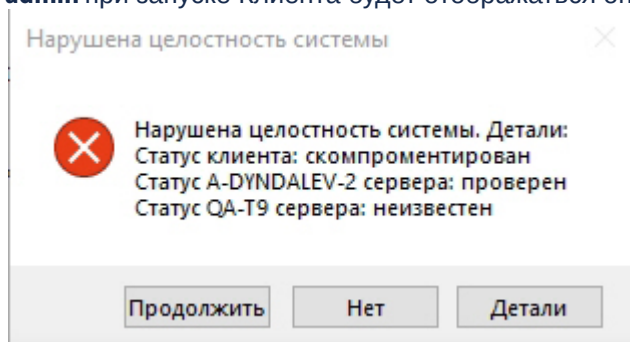 admin при запуске Клиента будет отображаться
Нарушена целостность системы
Нарушена целостность системы. Детали:
Статус клиента: скомпроментирован
Статус A-DYNDALEV-2 сервера: проверен
Статус QA-T9 сервера: неизвестен
Продолжить Нет Детали